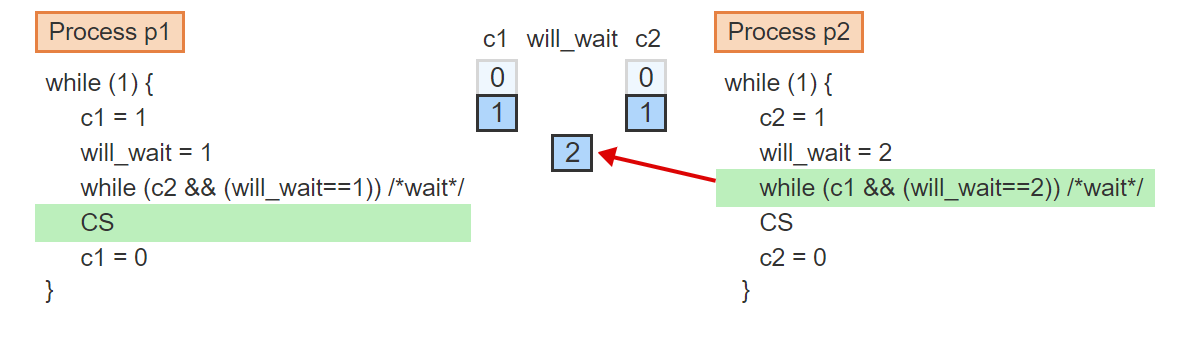 Process p1
while (1) {
c1 = 1
will_wait = 1
while (c2 && (will_wait==1)) /*wait*/
CS
c1 = 0
}
c1 will_wait c2
0 0
1 1
2
Process p2
while (1) {
c2 = 1
will_wait = 2
while (c1 && (will_wait==2)) /*wait*/
CS
c2 = 0
}